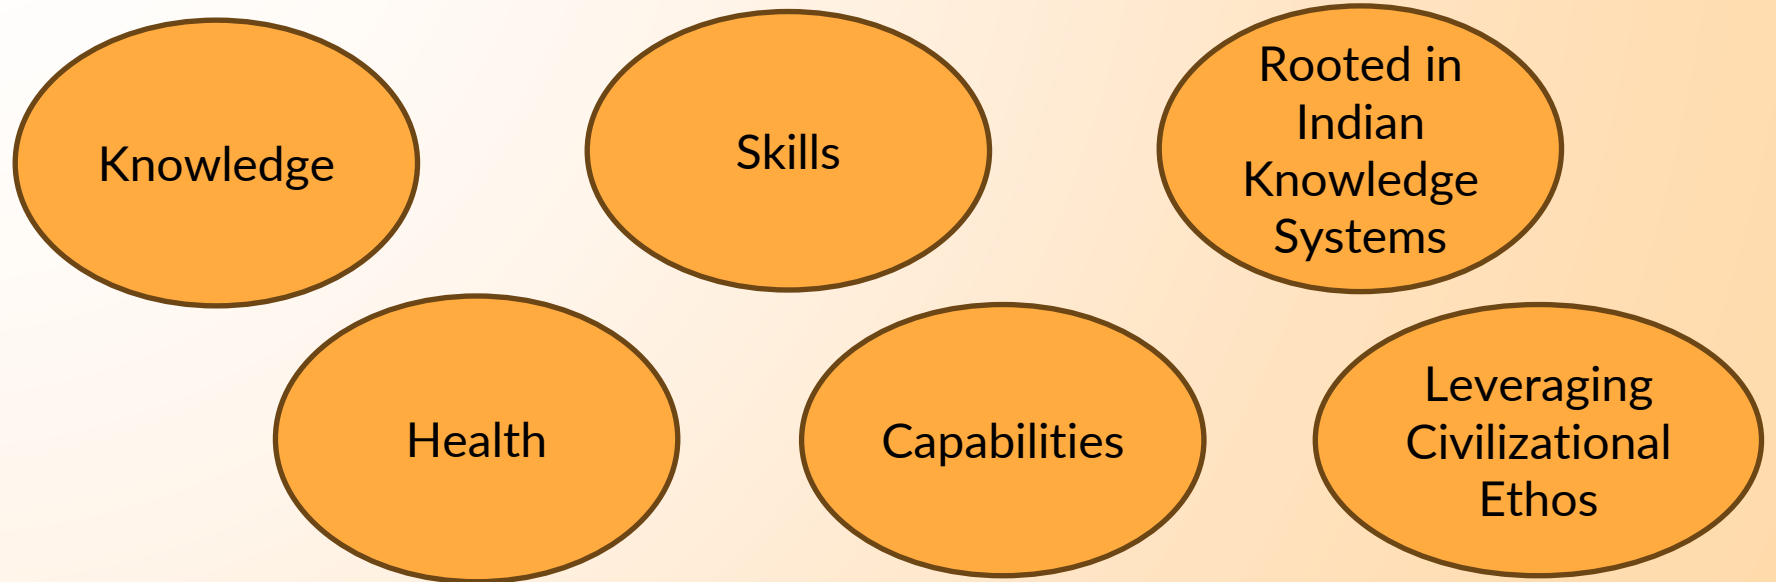 Knowledge
Skills
Rooted in
Indian
Knowledge
Systems
Health
Capabilities
Leveraging
Civilizational
Ethos